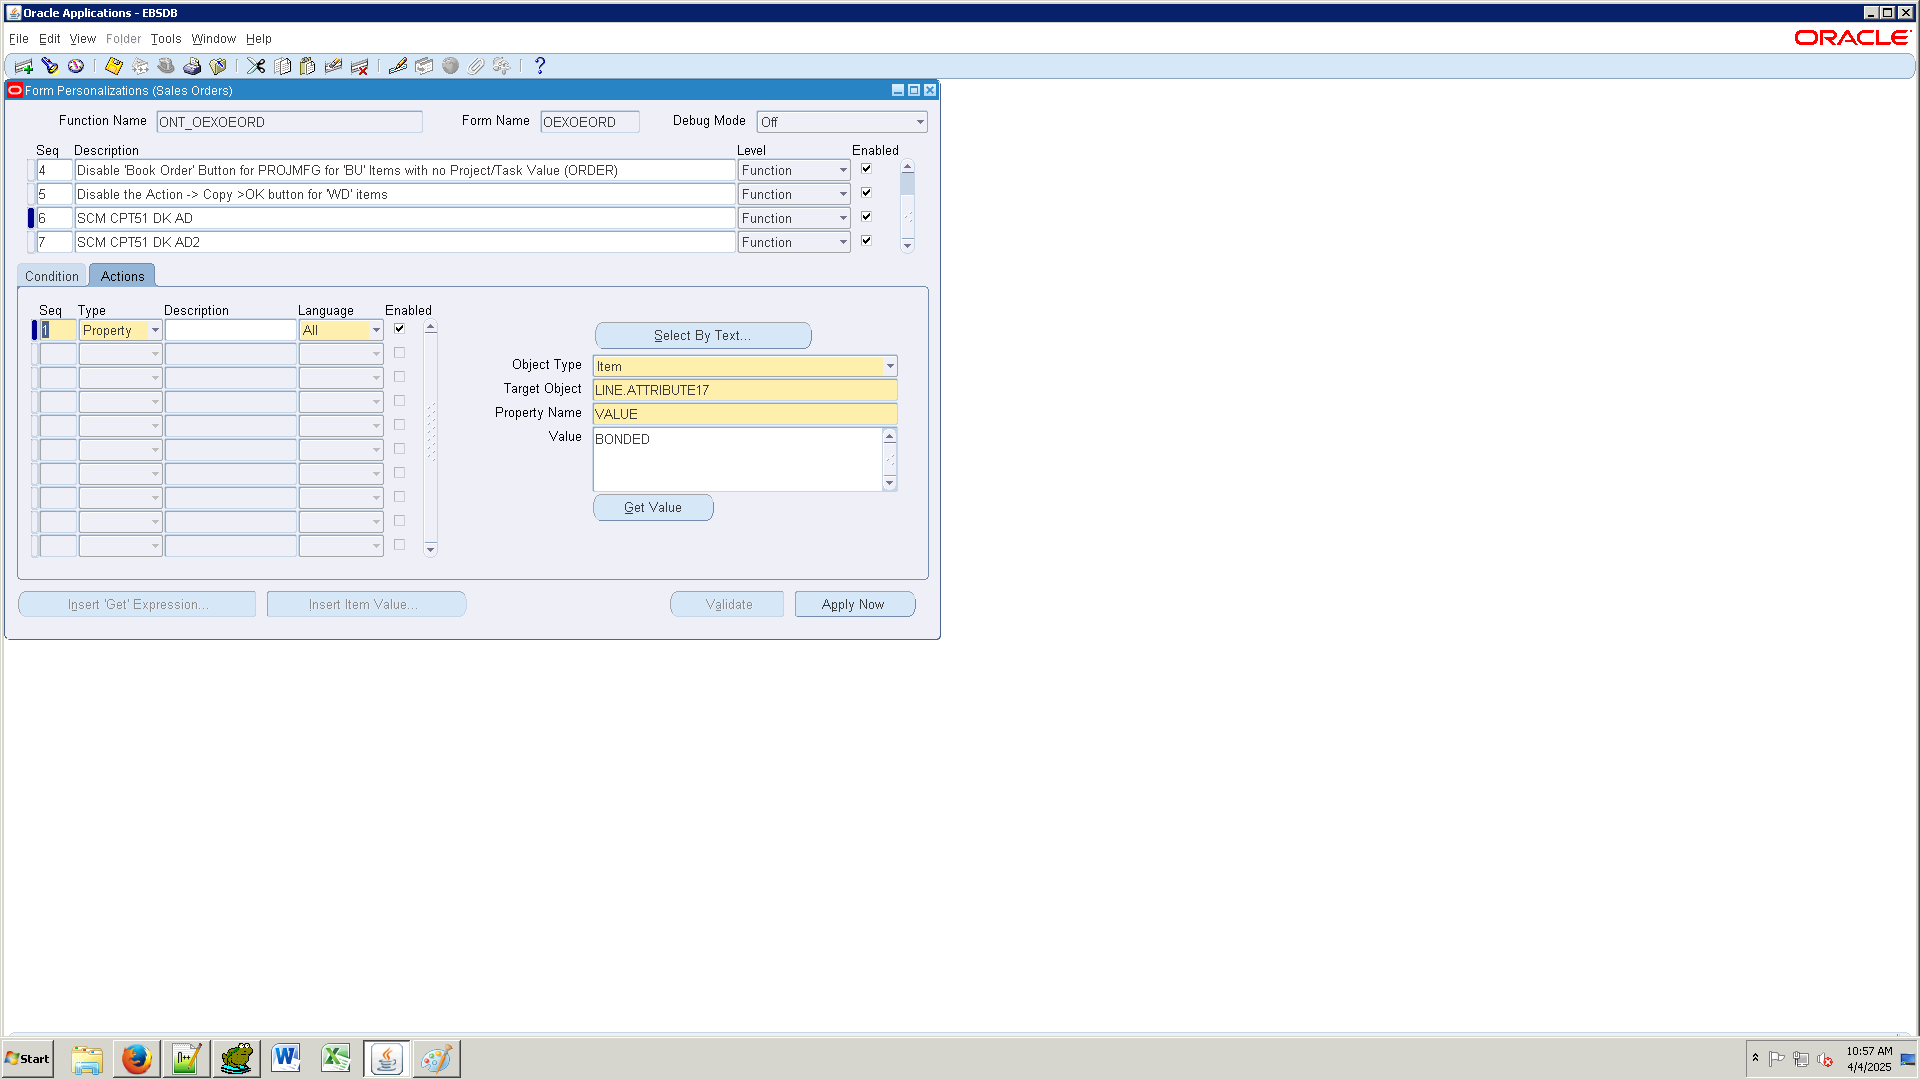 Oracle Applications - EBSDB
File Edit View Folder Tools Window Help
ORACLE
Form Personalizations (Sales Orders)
Function Name ONT_OEXOEORD Form Name OEXOEORD Debug Mode Off
Seq Description Level Enabled
4 Disable 'Book Order' Button for PROJMFG for 'BU' Items with no Project/Task Value (ORDER) Function
5 Disable the Action -> Copy >OK button for 'WD' items Function
6 SCM CPT51 DK AD Function
7 SCM CPT51 DK AD2 Function
Condition Actions
Seq Type Description Language Enabled
1 Property All
Select By Text...
Object Type Item
Target Object LINE.ATTRIBUTE17
Property Name VALUE
Value BONDED
Get Value
Insert 'Get' Expression... Insert Item Value... Validate Apply Now
Start
10:57 AM
4/4/2025